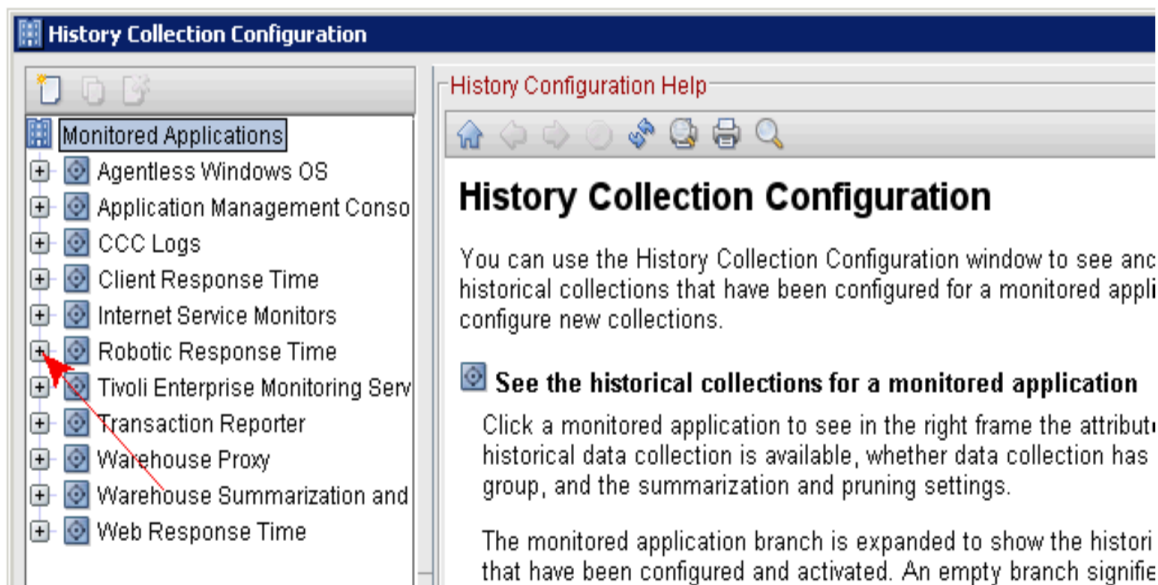 History Collection Configuration
Monitored Applications
Agentless Windows OS
Application Management Conso
CCC Logs
Client Response Time
Internet Service Monitors
Robotic Response Time
Tivoli Enterprise Monitoring Serv
Transaction Reporter
Warehouse Proxy
Warehouse Summarization and
Web Response Time
History Configuration Help
History Collection Configuration
You can use the History Collection Configuration window to see and
historical collections that have been configured for a monitored appli
configure new collections.
See the historical collections for a monitored application
Click a monitored application to see in the right frame the attribut
historical data collection is available, whether data collection has
group, and the summarization and pruning settings.
The monitored application branch is expanded to show the histori
that have been configured and activated. An empty branch signifie